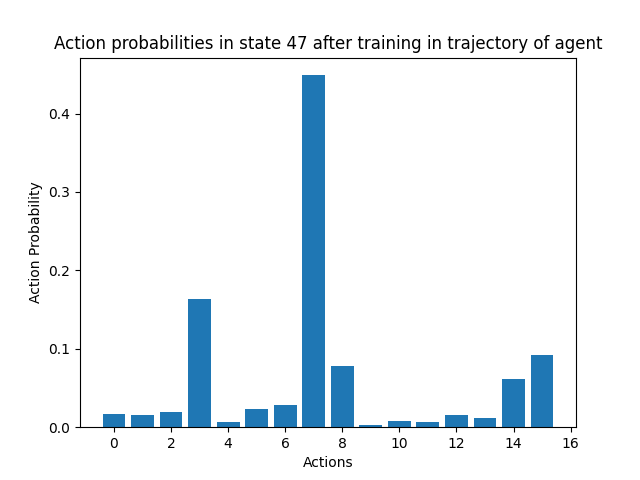 Action probabilities in state 47 after training in trajectory of agent
Action Probability
0.4
0.3
0.2
0.1
0.0
0 2 4 6 8 10 12 14 16
Actions